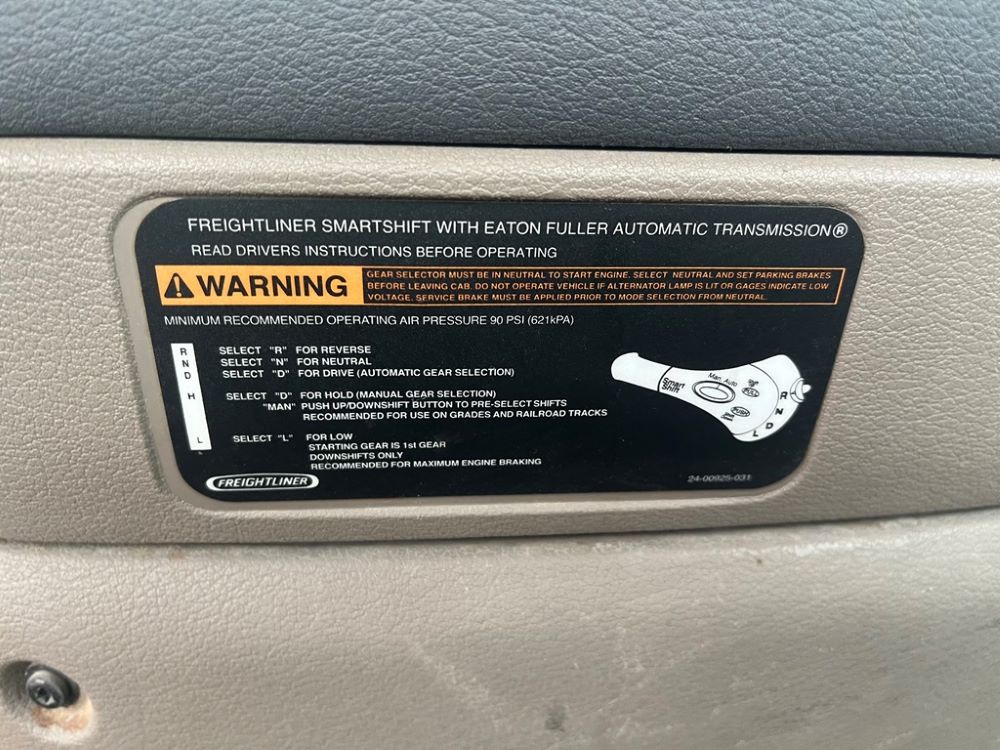 FREIGHTLINER SMARTSHIFT WITH EATON FULLER AUTOMATIC TRANSMISSION®
READ DRIVERS INSTRUCTIONS BEFORE OPERATING
WARNING
GEAR SELECTOR MUST BE IN NEUTRAL TO START ENGINE. SELECT NEUTRAL AND SET PARKING BRAKES
BEFORE LEAVING CAB. DO NOT OPERATE VEHICLE IF ALTERNATOR LAMP IS LIT OR GAGES INDICATE LOW
VOLTAGE. SERVICE BRAKE MUST BE APPLIED PRIOR TO MODE SELECTION FROM NEUTRAL.
MINIMUM RECOMMENDED OPERATING AIR PRESSURE 90 PSI (621kPA)
R
N
D
H
L
SELECT "R" FOR REVERSE
SELECT "N" FOR NEUTRAL
SELECT "D" FOR DRIVE (AUTOMATIC GEAR SELECTION)
SELECT "D" FOR HOLD (MANUAL GEAR SELECTION)
"MAN" PUSH UP/DOWNSHIFT BUTTON TO PRE-SELECT SHIFTS
RECOMMENDED FOR USE ON GRADES AND RAILROAD TRACKS
SELECT "L" FOR LOW
STARTING GEAR IS 1st GEAR
DOWNSHIFTS ONLY
RECOMMENDED FOR MAXIMUM ENGINE BRAKING
Smart
Shift
Man. Auto
PULL
PUSH
R
N
D
L
FREIGHTLINER
24-00925-031